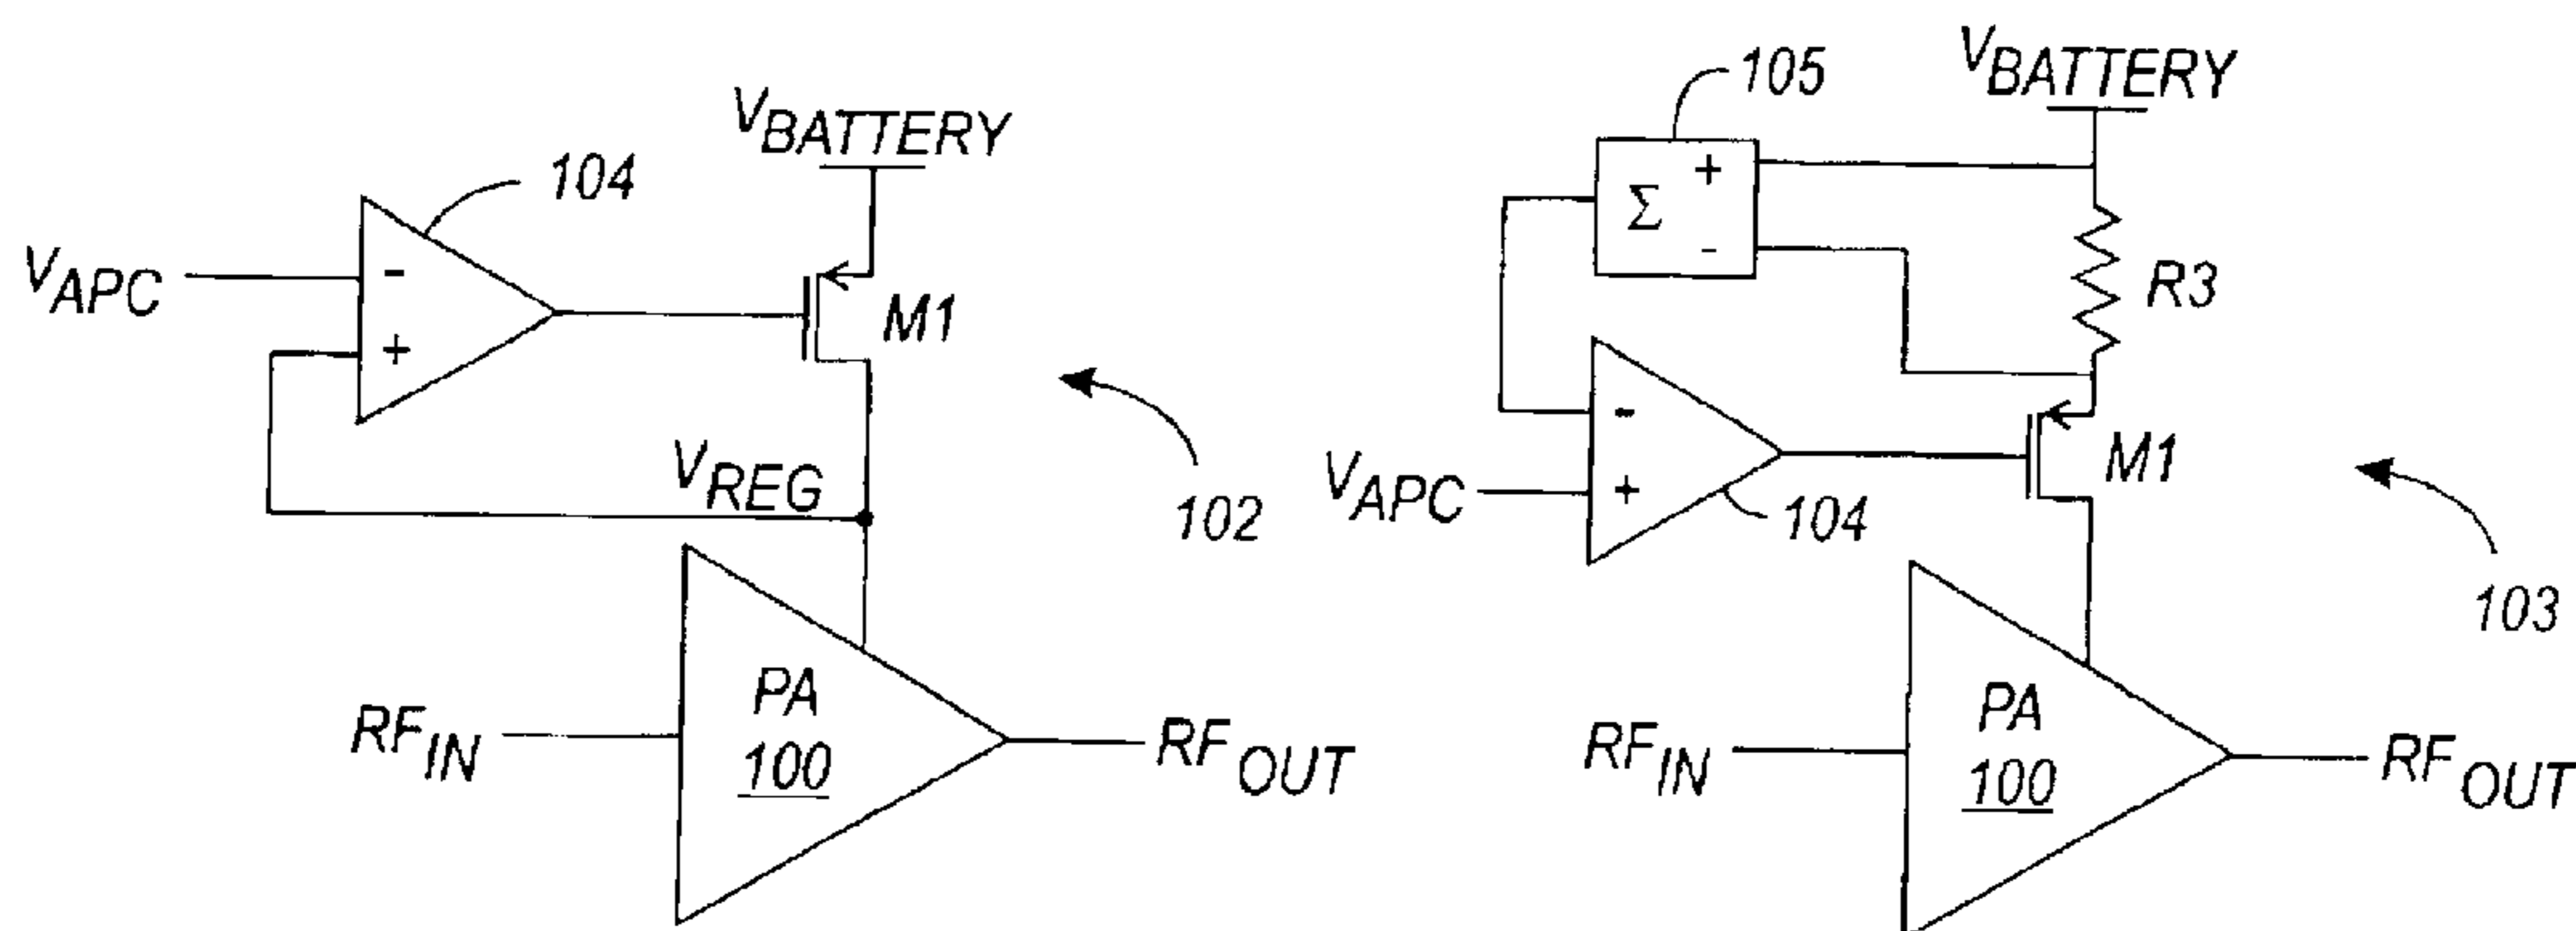 V_BATTERY
104
-
+
V_APC
M1
V_REG
102
PA
100
RF_IN
RF_OUT
V_BATTERY
105
Σ
+
-
R3
-
+
V_APC
104
M1
103
PA
100
RF_IN
RF_OUT